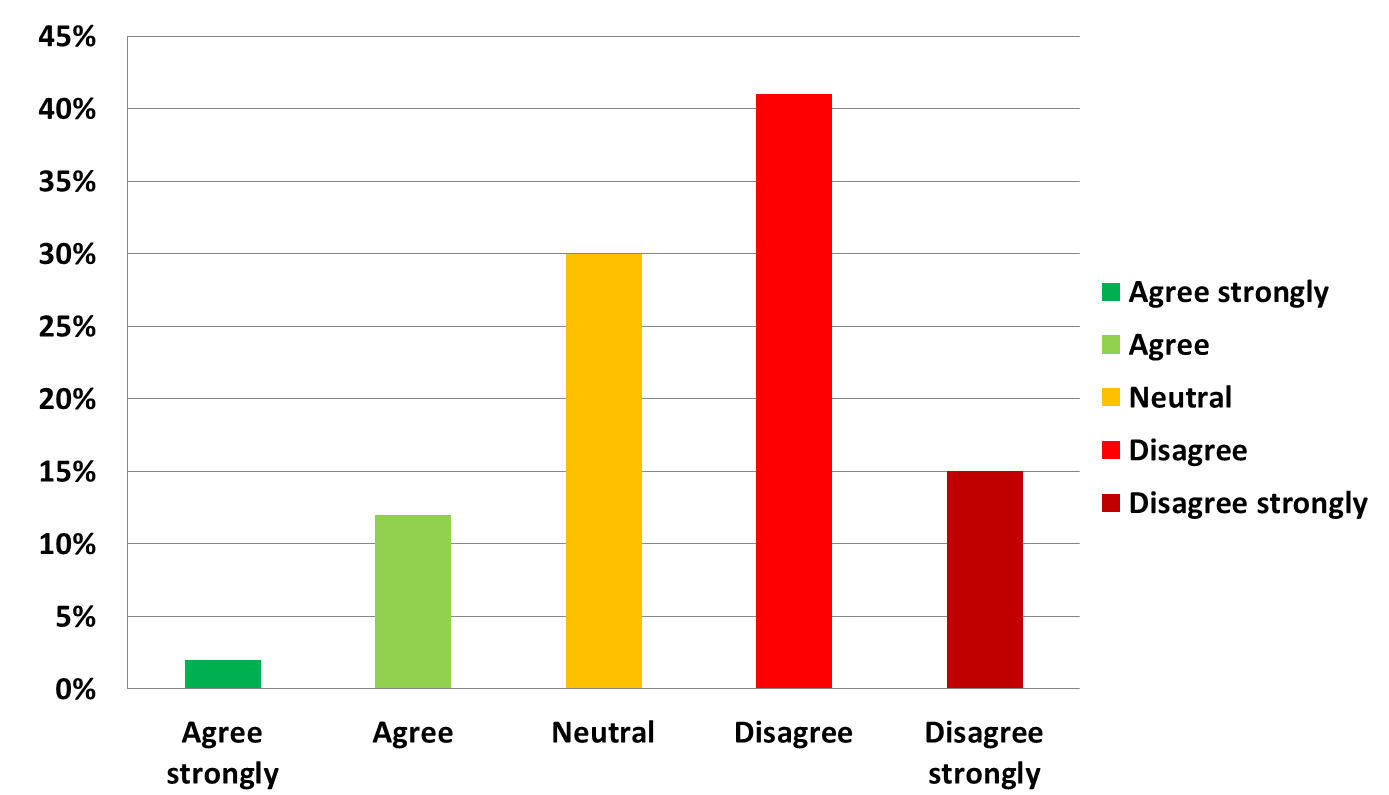 45%
40%
35%
30%
25%
20%
15%
10%
5%
0%
Agree
strongly
Agree
Neutral
Disagree
Disagree
strongly
Agree strongly
Agree
Neutral
Disagree
Disagree strongly